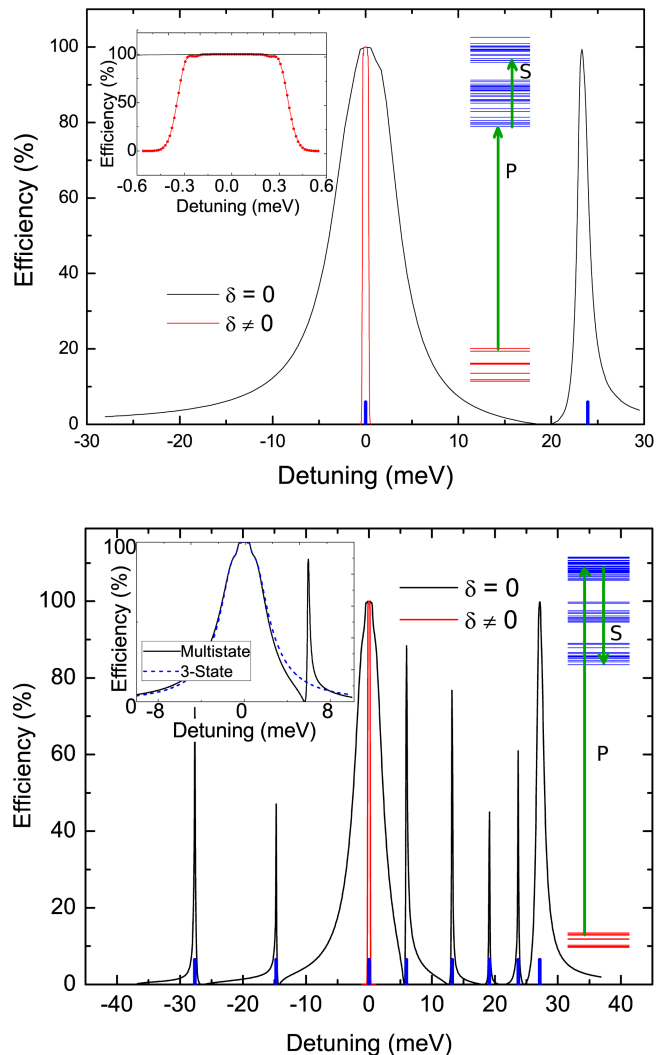 100
80
60
40
20
0
Efficiency (%)
-30 -20 -10 0 10 20 30
Detuning (meV)
100
50
0
Efficiency (%)
-0.6 -0.3 0.0 0.3 0.6
Detuning (meV)
δ = 0
δ ≠ 0
S
P
100
80
60
40
20
0
Efficiency (%)
-40 -30 -20 -10 0 10 20 30 40
Detuning (meV)
100
0
Efficiency (%)
Multistate
3-State
-8 0 8
Detuning (meV)
δ = 0
δ ≠ 0
S
P